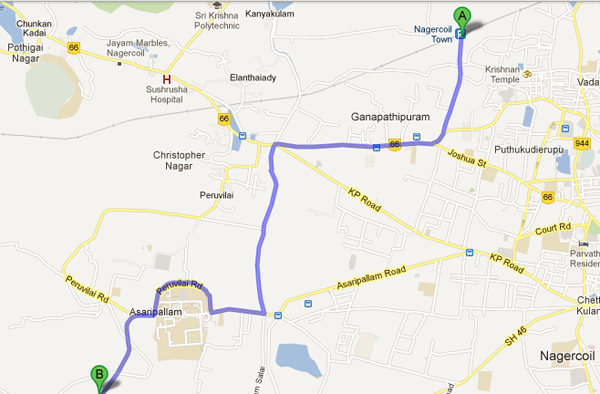 Chunkan
Kadai
Pothigai
Nagar
66
Jayam Marbles,
Nagercoil
Sri Krishna
Polytechnic
Kanyakulam
H
Sushrusha
Hospital
Elanthaiady
A
Nagercoil
Town
Krishnan
Temple
Vada
66
Ganapathipuram
66
Joshua St
Puthukudierupu
944
Christopher
Nagar
Peruvilai
KP Road
66
Court Rd
KP Road
Parvath
Residen
Asaripallam Road
Peruvilai Rd
Peruvilai Rd
Asaripallam
Chett
Kulan
SH 46
Nagercoil
am Salai
B